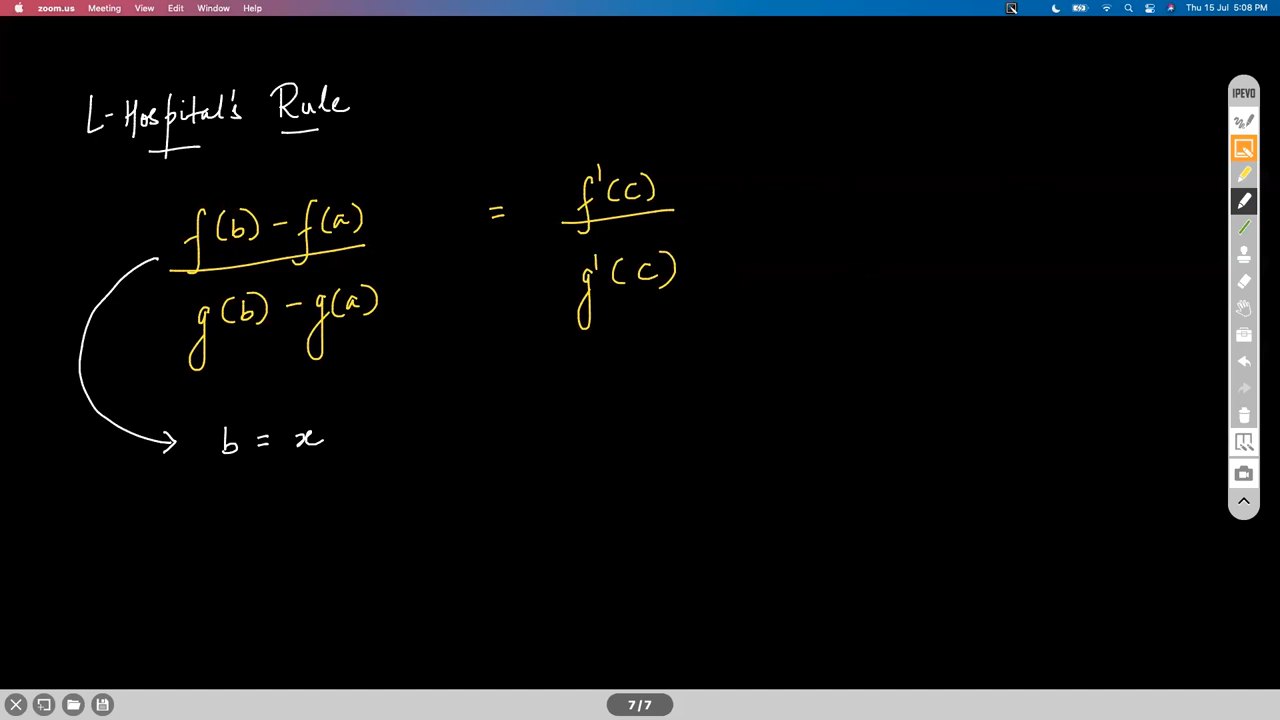 zoom.us Meeting View Edit Window Help Thu 15 Jul 5:08 PM
L-Hospital's Rule
f(b) - f(a) = f'(c)
g(b) - g(a) g'(c)
b = x
IPEVO
7/7